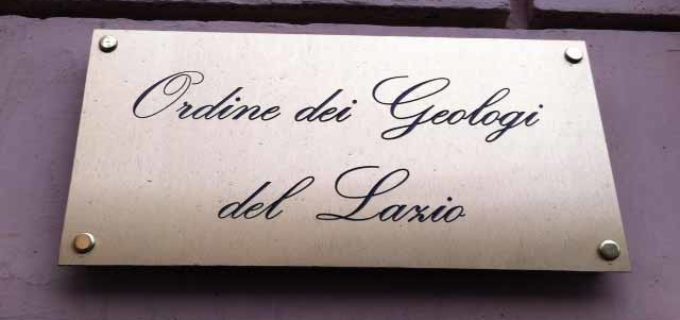 Ordine dei Geologi
del Lazio